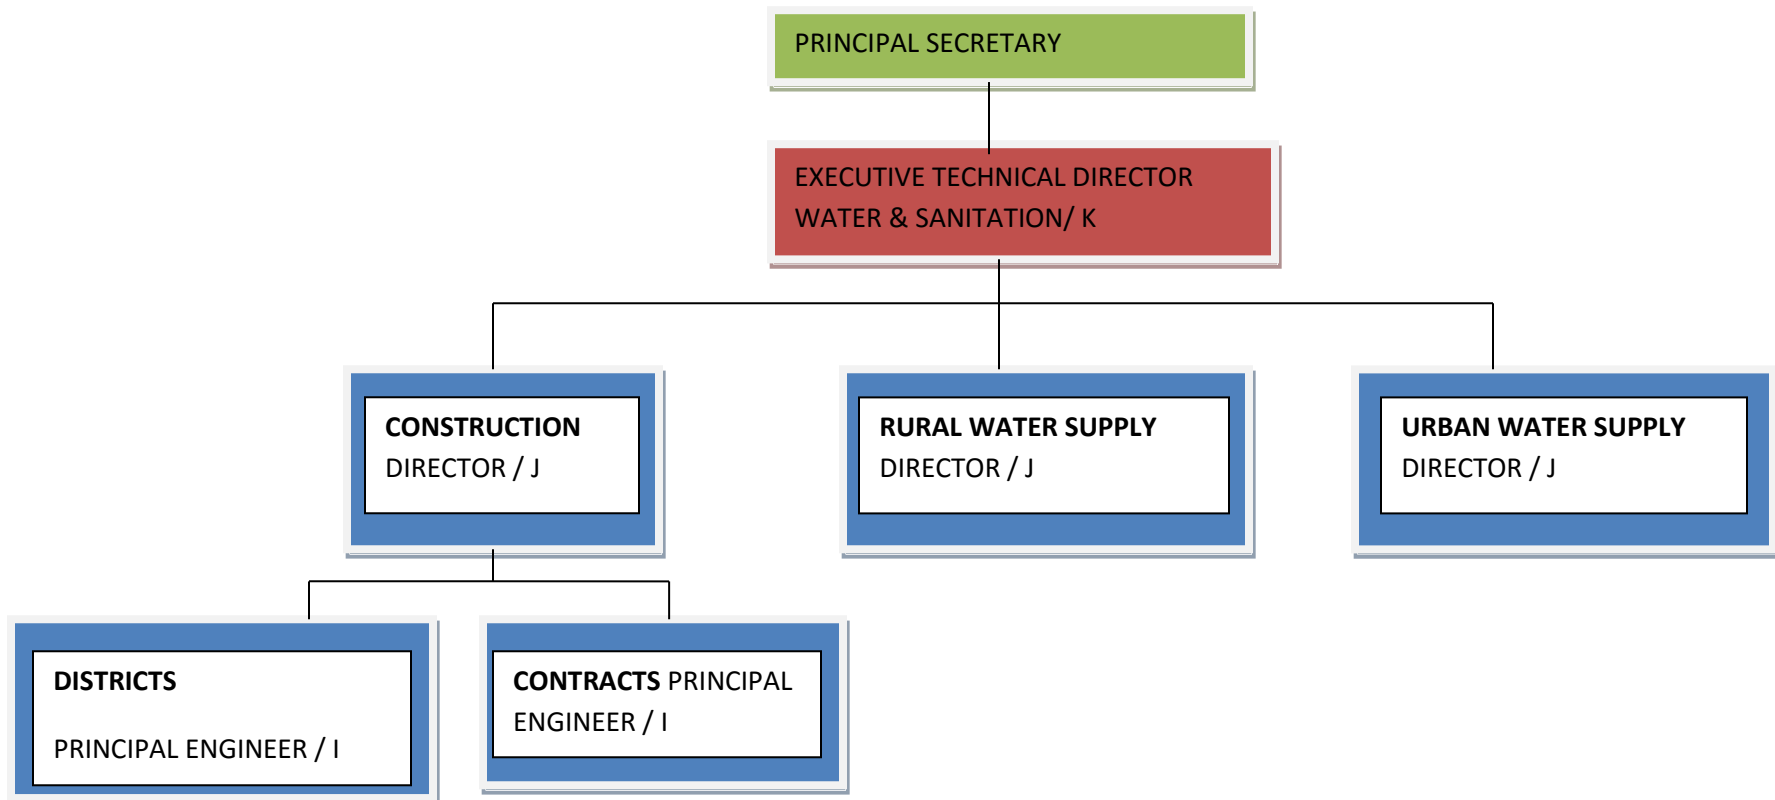 PRINCIPAL SECRETARY
EXECUTIVE TECHNICAL DIRECTOR
WATER & SANITATION/ K
CONSTRUCTION
DIRECTOR / J
RURAL WATER SUPPLY
DIRECTOR / J
URBAN WATER SUPPLY
DIRECTOR / J
DISTRICTS
PRINCIPAL ENGINEER / I
CONTRACTS PRINCIPAL
ENGINEER / I